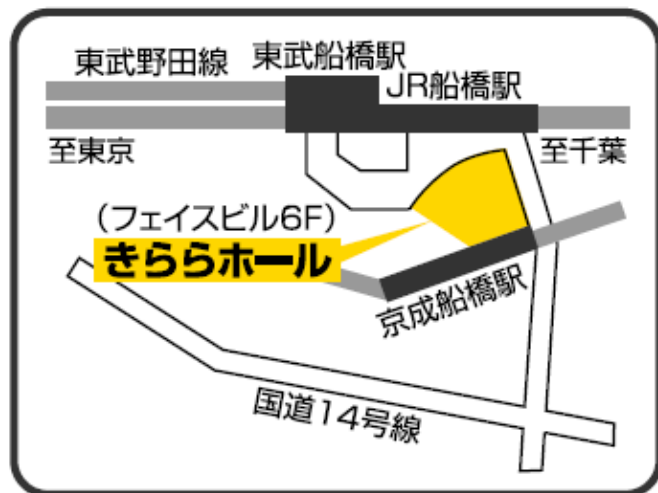 東武野田線
東武船橋駅
JR船橋駅
至東京
至千葉
(フェイスビル6F)
きららホール
京成船橋駅
国道14号線